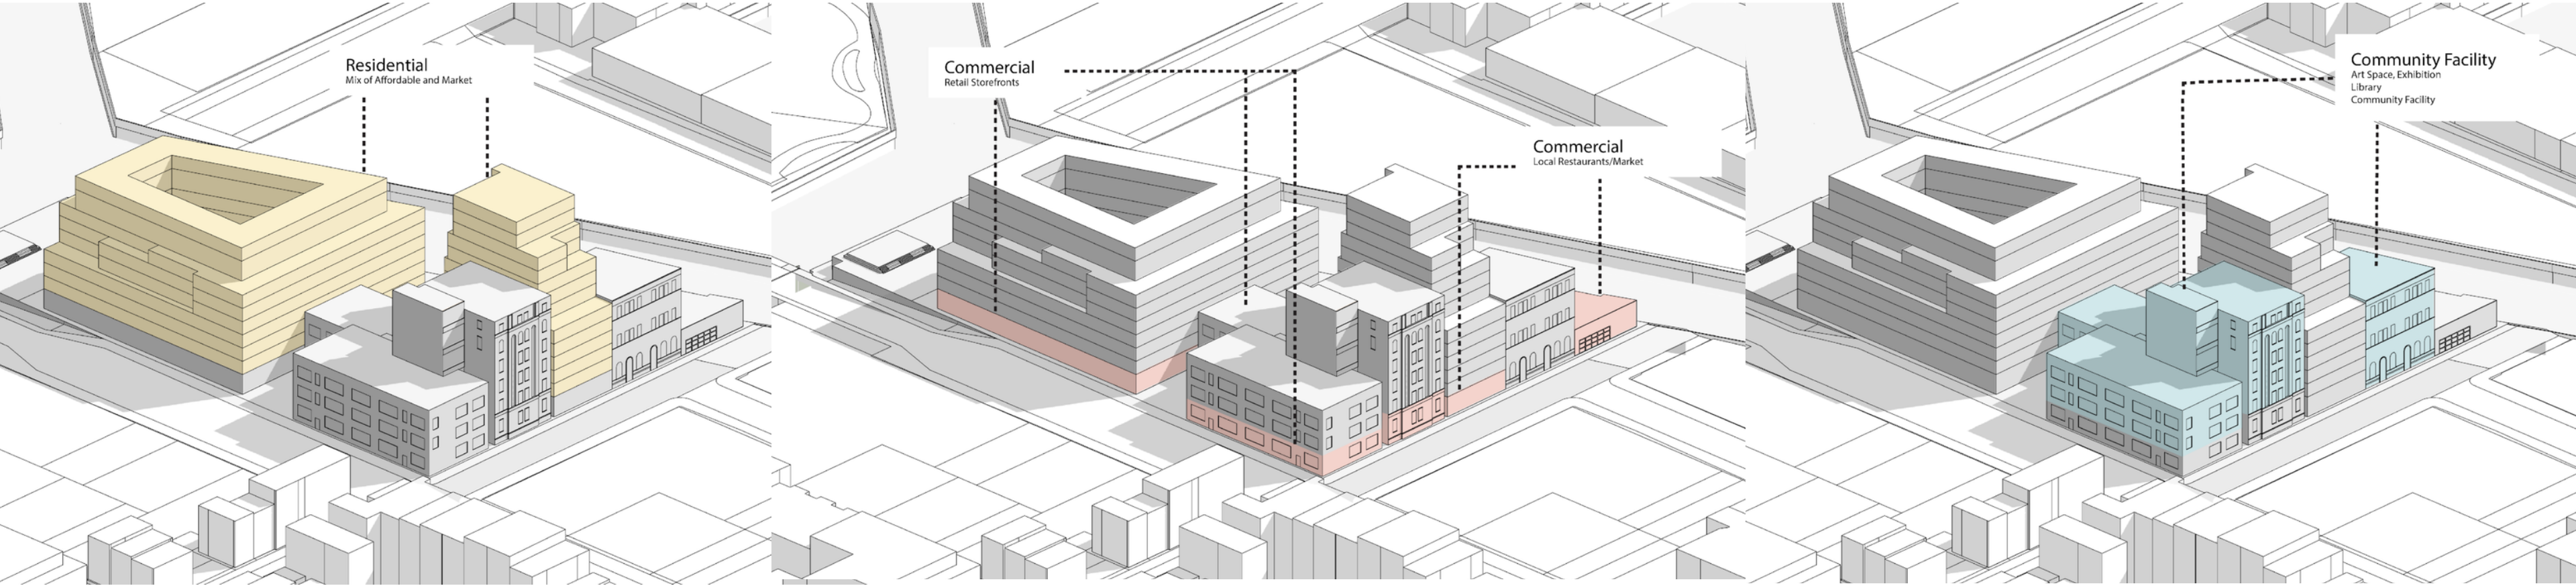 Residential
Mix of Affordable and Market
Commercial
Retail Storefronts
Commercial
Local Restaurants/Market
Community Facility
Art Space, Exhibition
Library
Community Facility